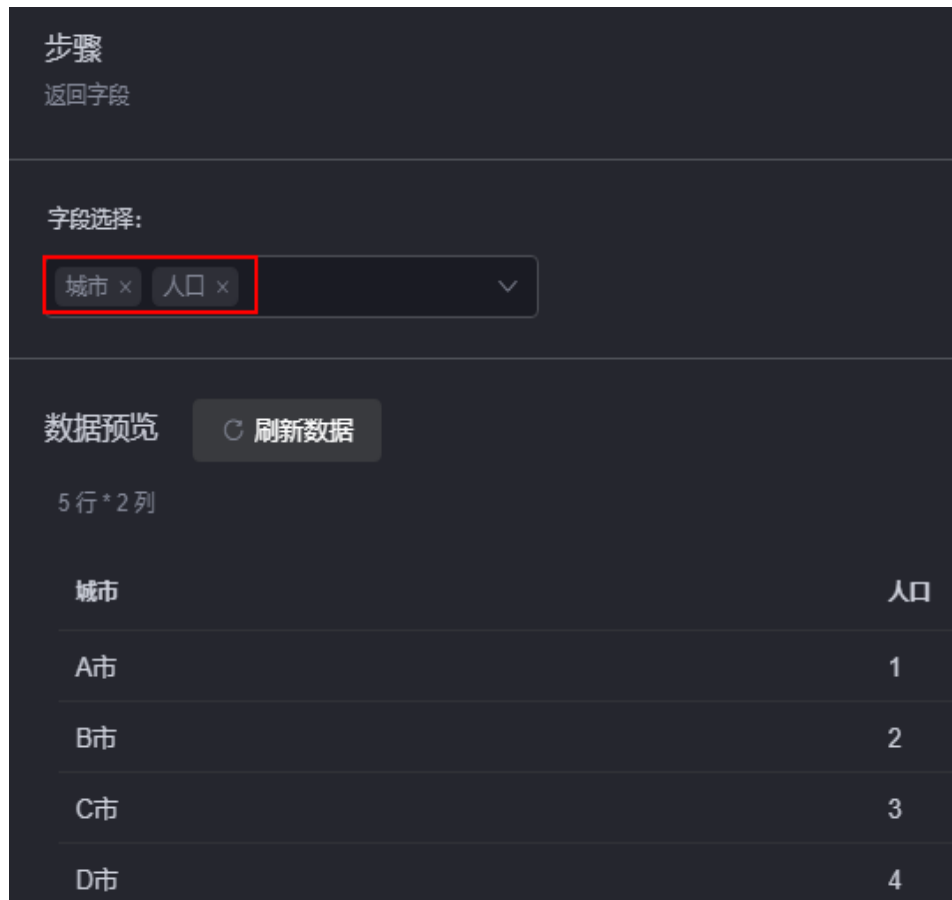 步骤
返回字段
字段选择:
城市 × 人口 ×
数据预览 刷新数据
5 行 * 2 列
城市 人口
A市 1
B市 2
C市 3
D市 4